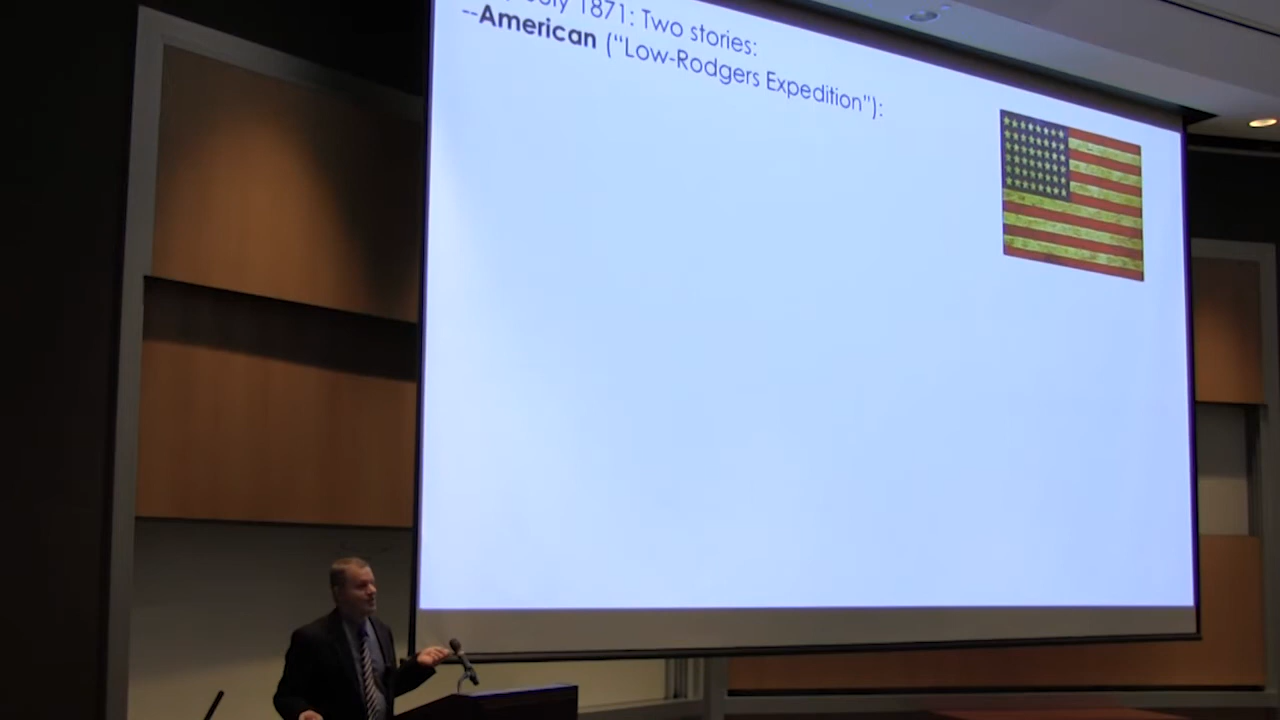 1871: Two stories:
--American ("Low-Rodgers Expedition"):